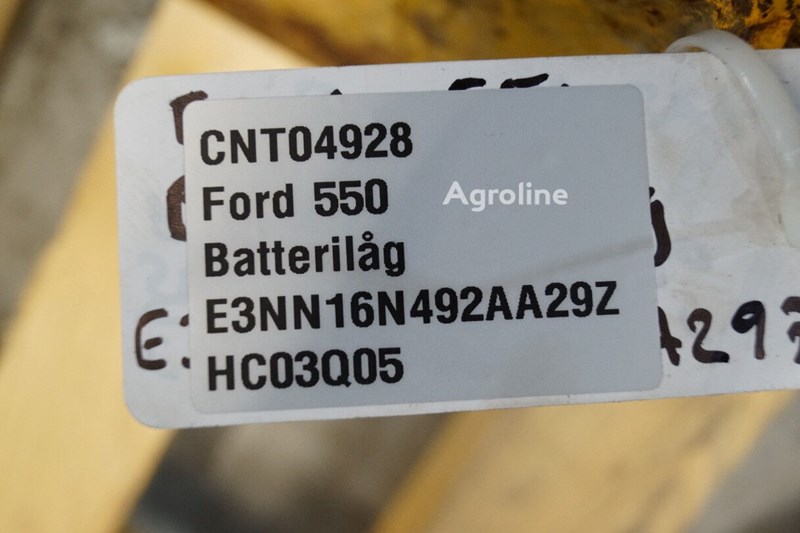 CNT04928
Ford 550
Agroline
Batterilåg
E3NN16N492AA29Z
HC03Q05